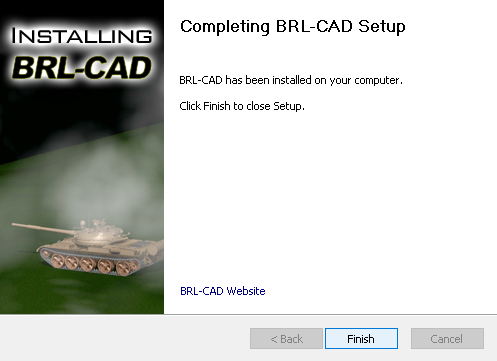 INSTALLING
BRL-CAD
Completing BRL-CAD Setup
BRL-CAD has been installed on your computer.
Click Finish to close Setup.
BRL-CAD Website
< Back
Finish
Cancel